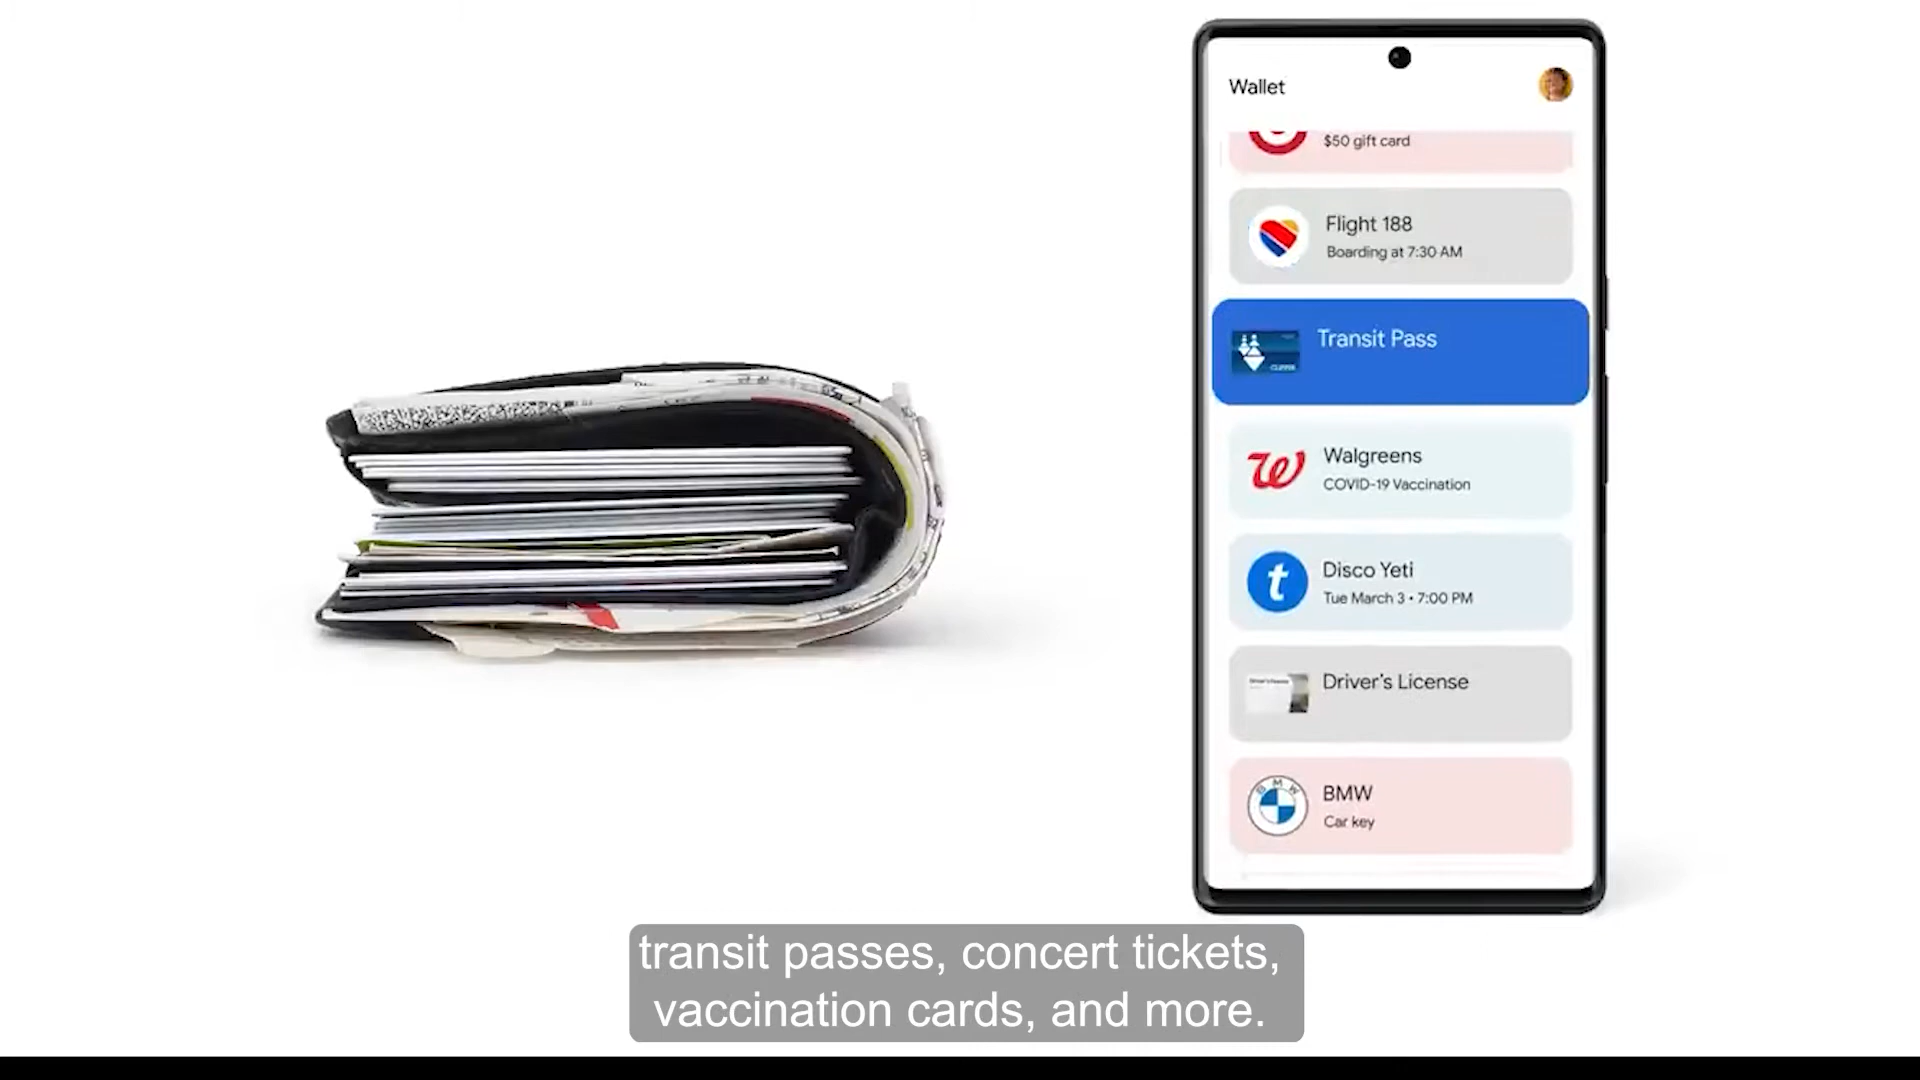 Wallet
$50 gift card
Flight 188
Boarding at 7:30 AM
Transit Pass
CLIPPER
Walgreens
COVID-19 Vaccination
t
Disco Yeti
Tue March 3 • 7:00 PM
Driver's License
BMW
BMW
Car key
transit passes, concert tickets,
vaccination cards, and more.